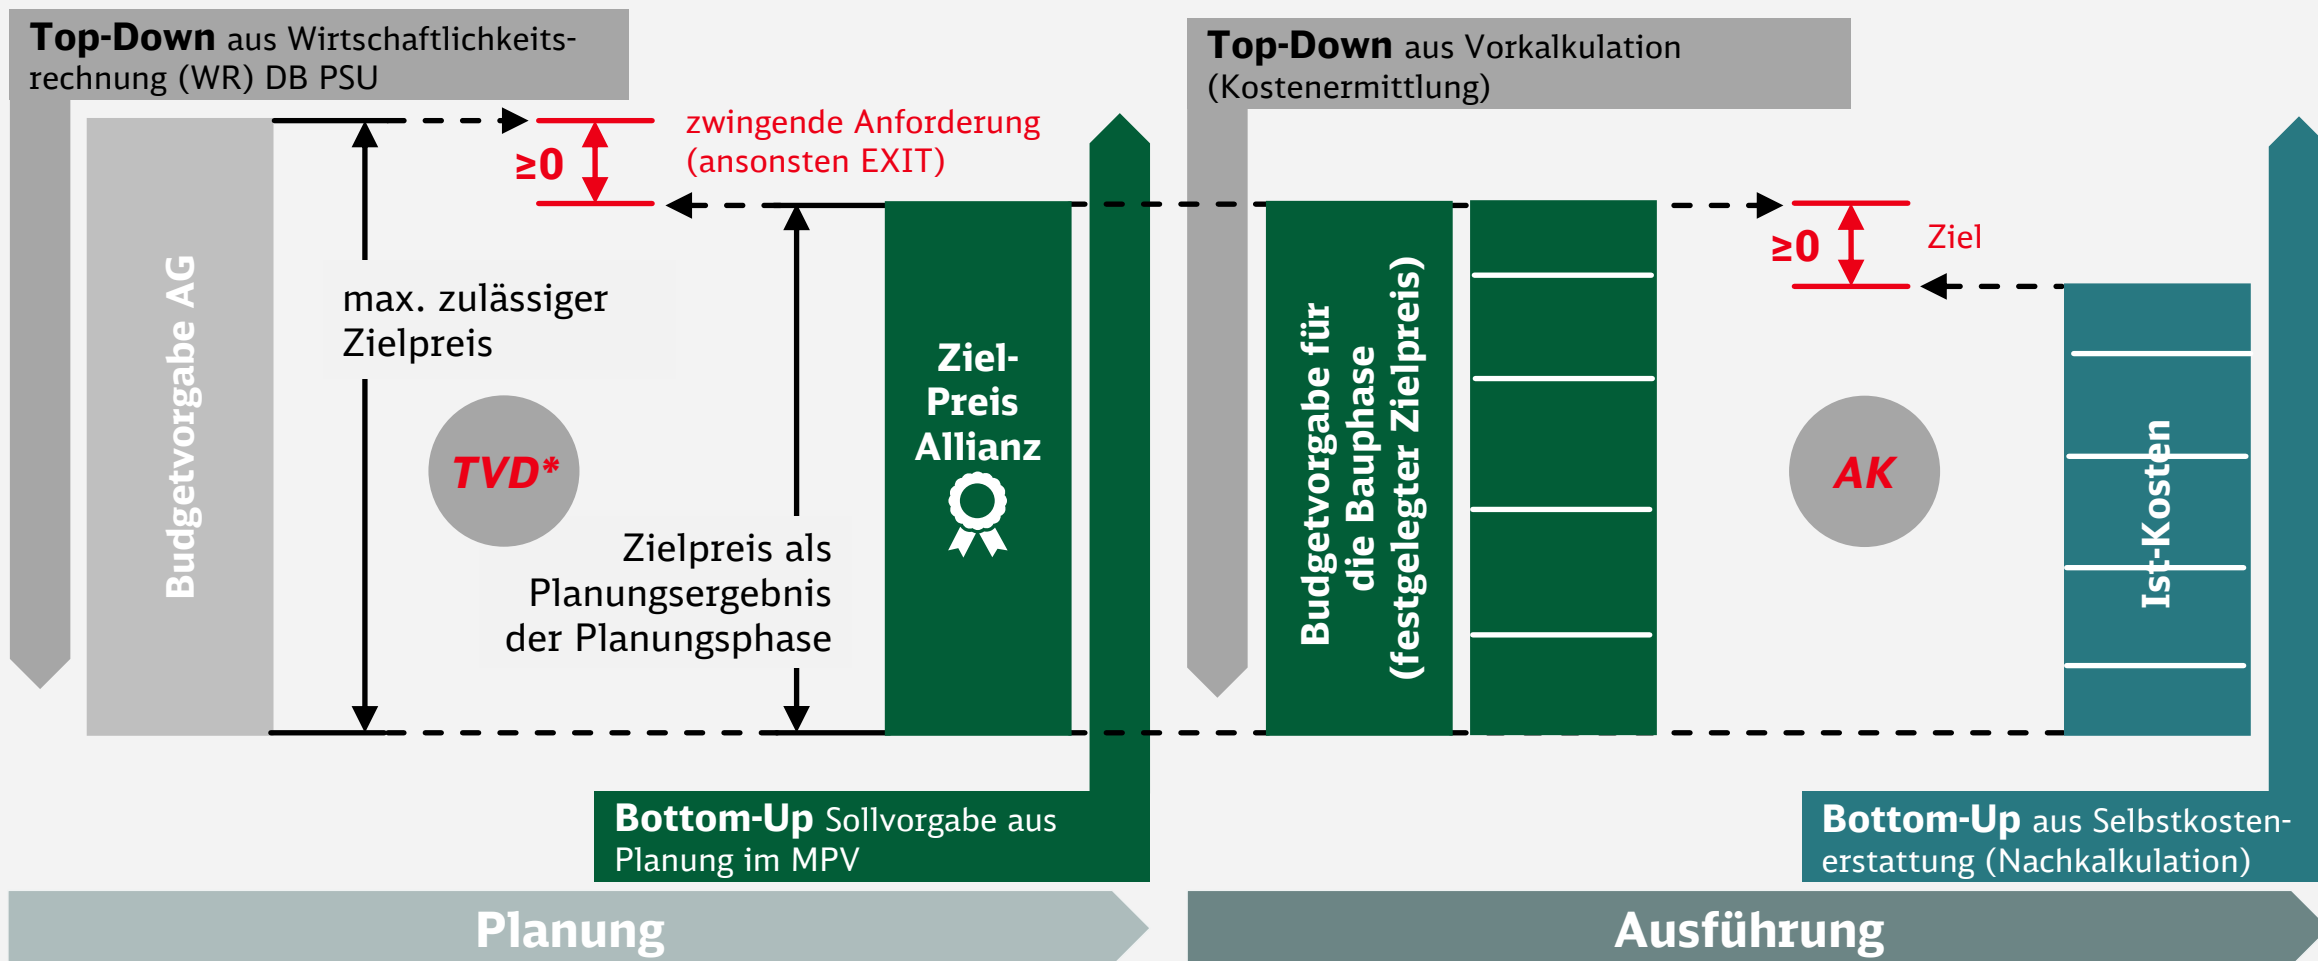 Top-Down aus Wirtschaftlichkeits-
rechnung (WR) DB PSU
Budgetvorgabe AG
≥0
zwingende Anforderung
(ansonsten EXIT)
max. zulässiger
Zielpreis
TVD*
Zielpreis als
Planungsergebnis
der Planungsphase
Ziel-
Preis
Allianz
Bottom-Up Sollvorgabe aus
Planung im MPV
Planung
Top-Down aus Vorkalkulation
(Kostenermittlung)
Budgetvorgabe für
die Bauphase
(festgelegter Zielpreis)
≥0
Ziel
AK
Ist-Kosten
Bottom-Up aus Selbstkosten-
erstattung (Nachkalkulation)
Ausführung